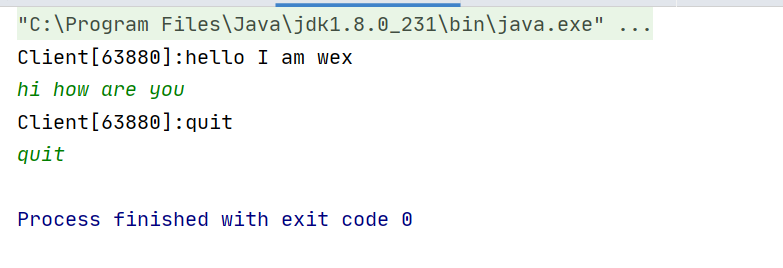 "C:\Program Files\Java\jdk1.8.0_231\bin\java.exe" ...
Client[63880]:hello I am wex
hi how are you
Client[63880]:quit
quit
Process finished with exit code 0